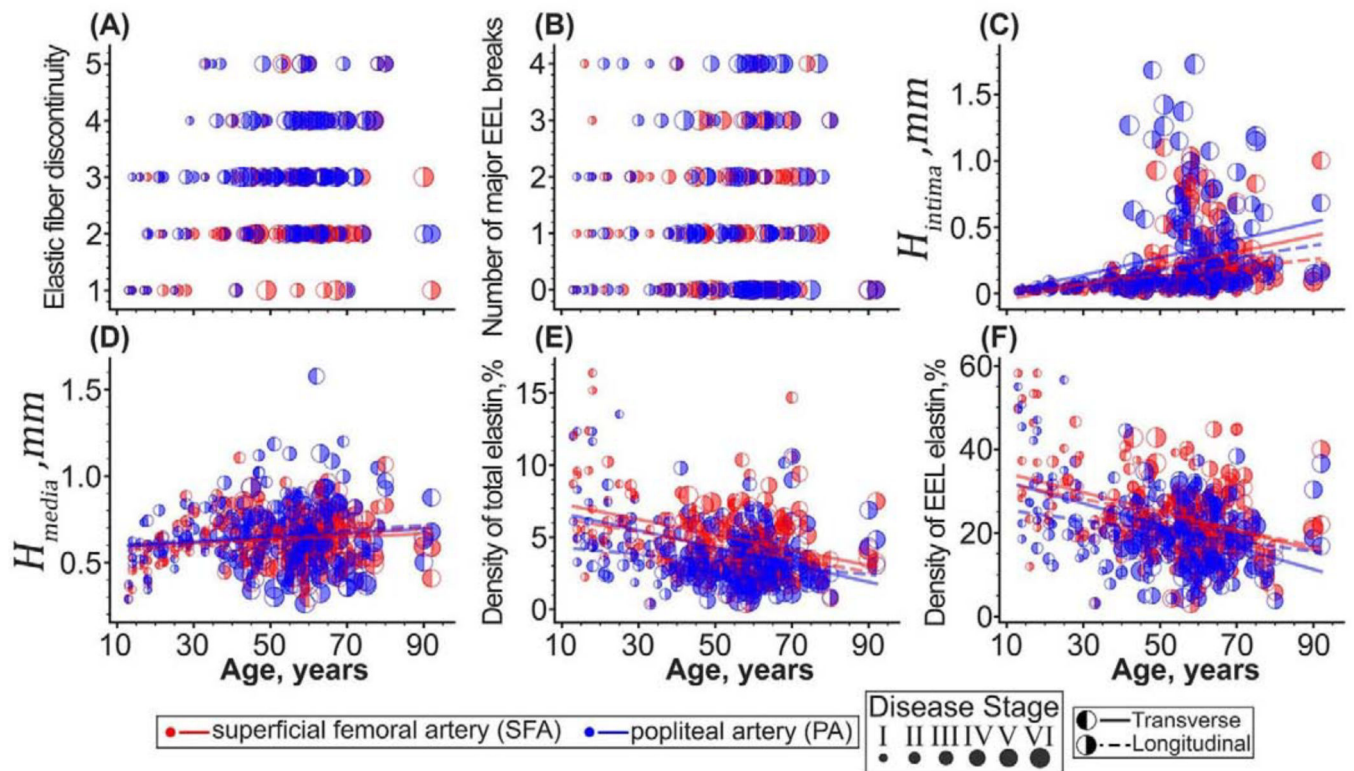 (A)
Elastic fiber discontinuity
5
4
3
2
1
(B)
Number of major EEL breaks
4
3
2
1
0
(C)
H intima ,mm
1.5
1.0
0.5
0
(D)
H media ,mm
1.5
1.0
0.5
10 30 50 70 90
Age, years
(E)
Density of total elastin,%
15
10
5
0
10 30 50 70 90
Age, years
(F)
Density of EEL elastin,%
60
40
20
0
10 30 50 70 90
Age, years
superficial femoral artery (SFA) popliteal artery (PA)
Disease Stage
I II III IV V VI
Transverse
Longitudinal